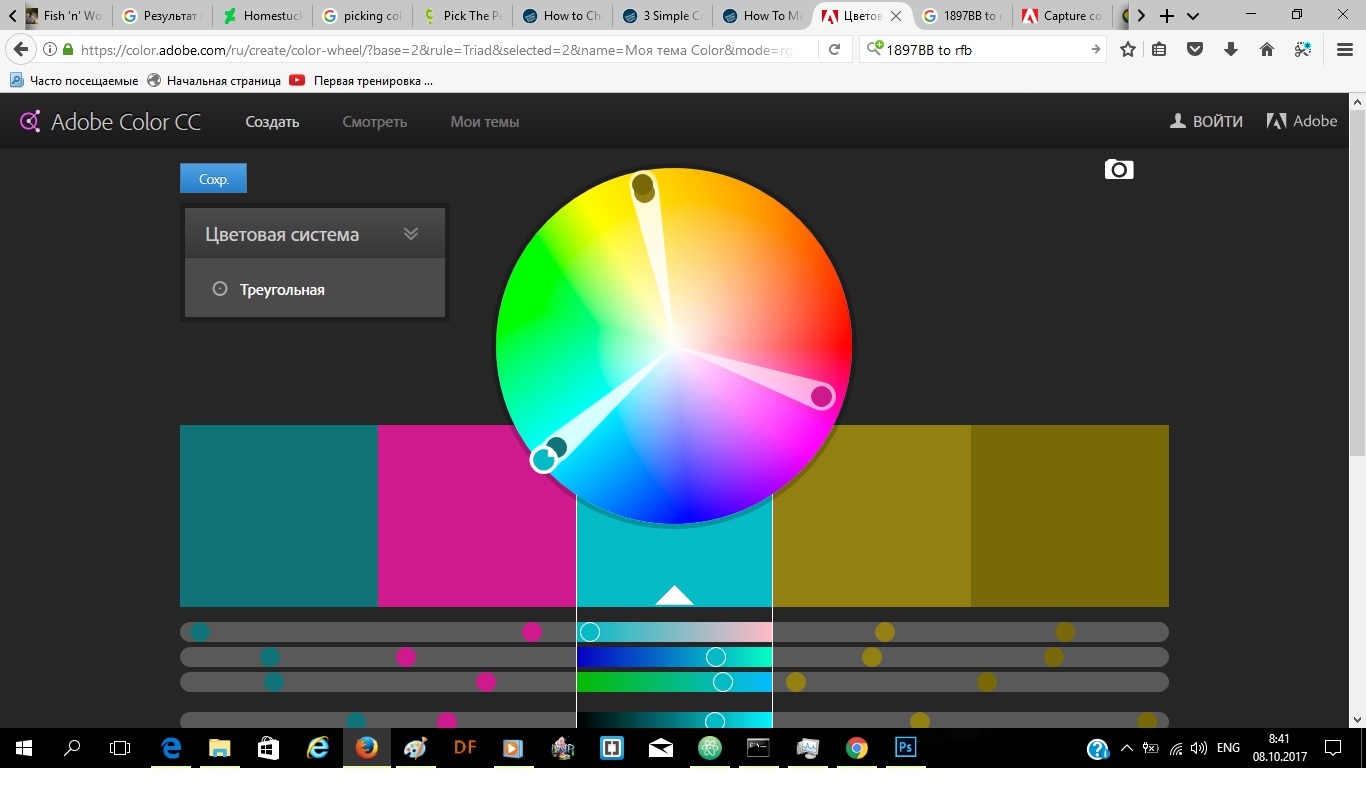 Fish 'n' Wo
Результат
Homestuck
picking col
Pick The Pe
How to Cho
3 Simple C
How To Ma
Цветов
1897BB to r
Capture co
https://color.adobe.com/ru/create/color-wheel/?base=2&rule=Triad&selected=2&name=Моя тема Color&mode=rg
1897BB to rfb
Часто посещаемые
Начальная страница
Первая тренировка ...
Adobe Color CC
Создать
Смотреть
Мои темы
ВОЙТИ
Adobe
Сохр.
Цветовая система
Треугольная
DF
Ps
ENG
8:41
08.10.2017